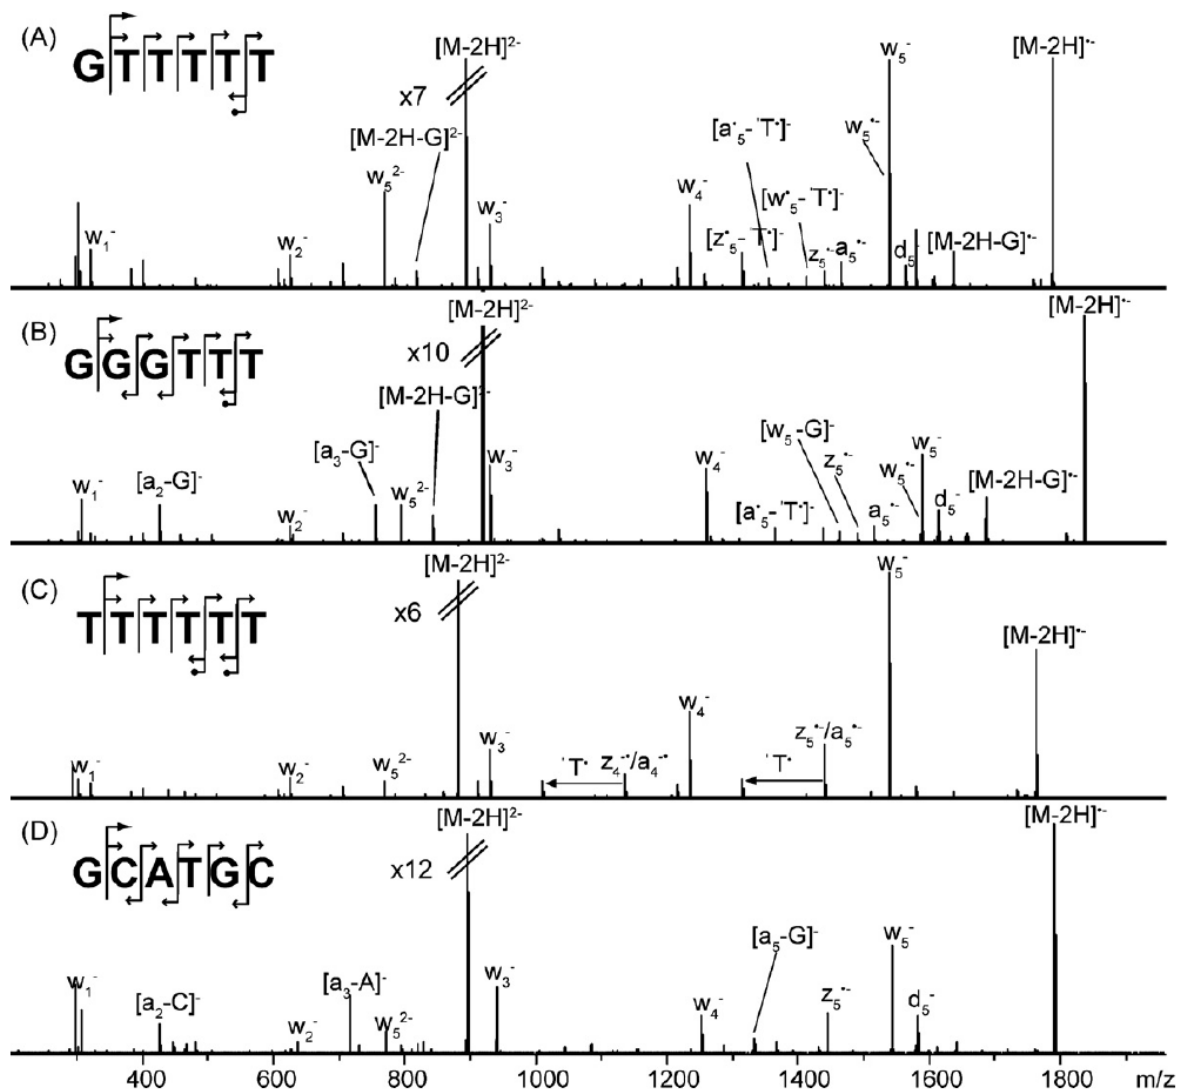 (A) GTTTTT
[M-2H]²⁻
x7
[M-2H-G]²⁻
w₁⁻
w₂⁻
w₅²⁻
w₃⁻
w₄⁻
[a•₅-'T•]⁻
[z•₅-'T•]⁻
[w•₅-'T•]⁻
z₅•⁻
a₅•⁻
w₅•⁻
w₅⁻
d₅⁻
[M-2H-G]•⁻
[M-2H]•⁻
(B) GGGTTT
[M-2H]²⁻
x10
[M-2H-G]²⁻
w₁⁻
[a₂-G]⁻
w₂⁻
[a₃-G]⁻
w₅²⁻
w₃⁻
w₄⁻
[a•₅-'T•]⁻
[w₅-G]⁻
z₅•⁻
a₅•⁻
w₅•⁻
w₅⁻
d₅⁻
[M-2H-G]•⁻
[M-2H]•⁻
(C) TTTTTT
[M-2H]²⁻
x6
w₁⁻
w₂⁻
w₅²⁻
w₃⁻
'T•
z₄•⁻/a₄•⁻
w₄⁻
'T•
z₅•⁻/a₅•⁻
w₅⁻
[M-2H]•⁻
(D) GCATGC
[M-2H]²⁻
x12
w₁⁻
[a₂-C]⁻
w₂⁻
[a₃-A]⁻
w₅²⁻
w₃⁻
w₄⁻
[a₅-G]⁻
z₅•⁻
w₅⁻
d₅⁻
[M-2H]•⁻
400 600 800 1000 1200 1400 1600 1800 m/z